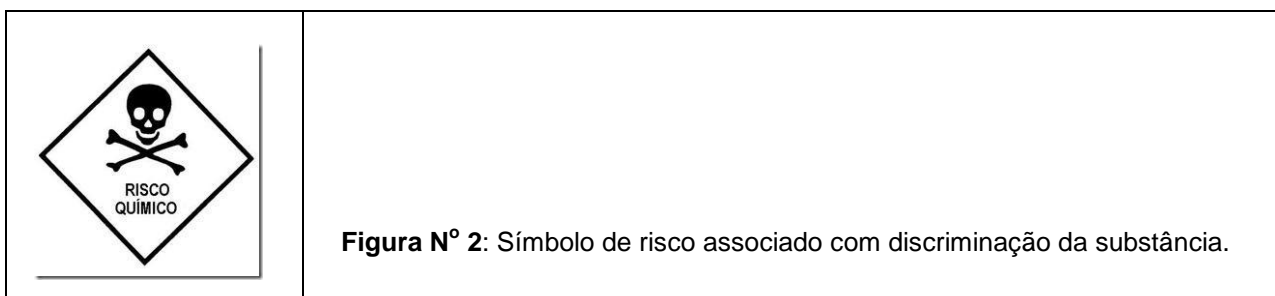 RISCO
QUÍMICO
Figura Nº 2: Símbolo de risco associado com discriminação da substância.